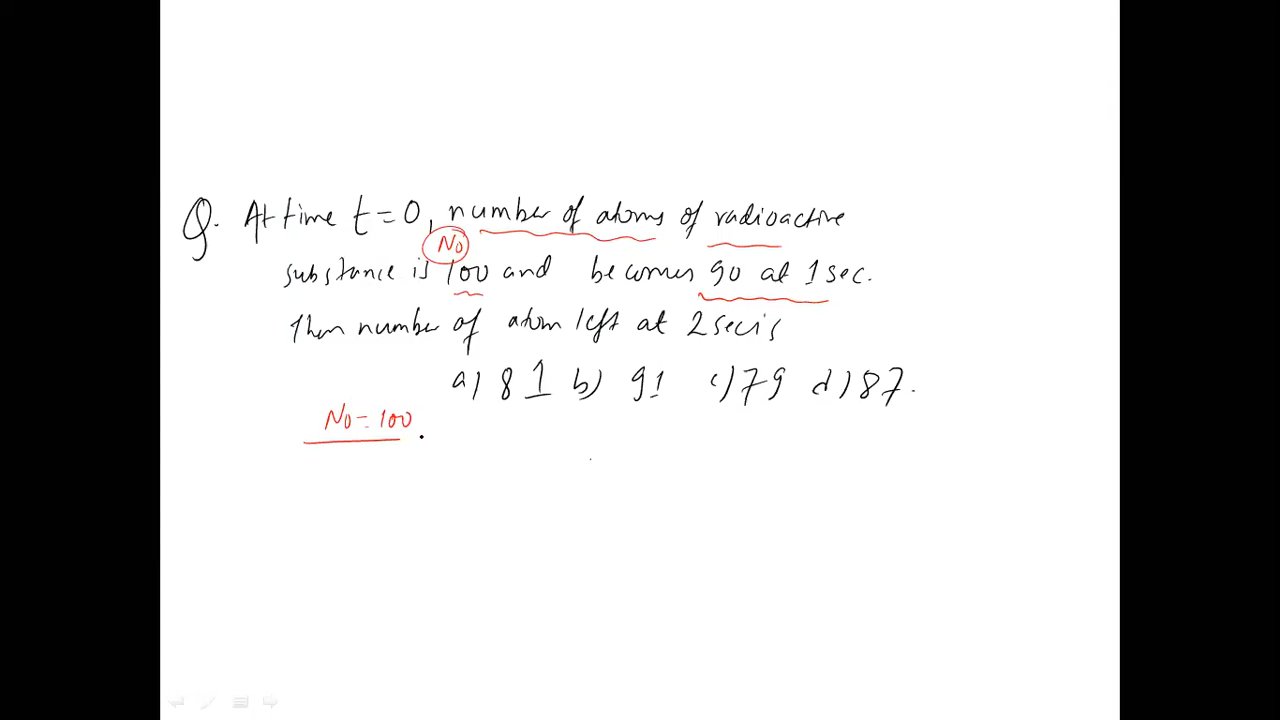 Q. At time t=0, number of atoms of radioactive
No
substance is 100 and becomes 90 at 1 sec.
Then number of atom left at 2 sec is
a) 81 b) 91 c) 79 d) 87.
No = 100